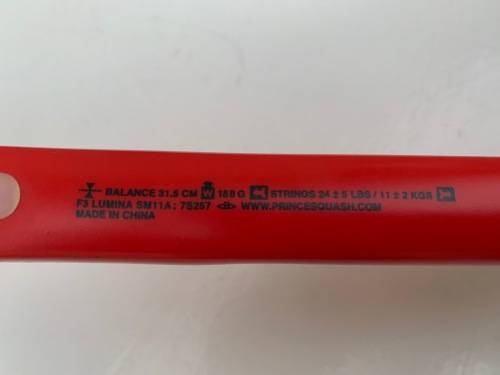 BALANCE 31.5 CM W 168 G STRINGS 24 ± 5 LBS / 11 ± 2 KGS
F3 LUMINA SM11A: 7S257 WWW.PRINCESQUASH.COM
MADE IN CHINA